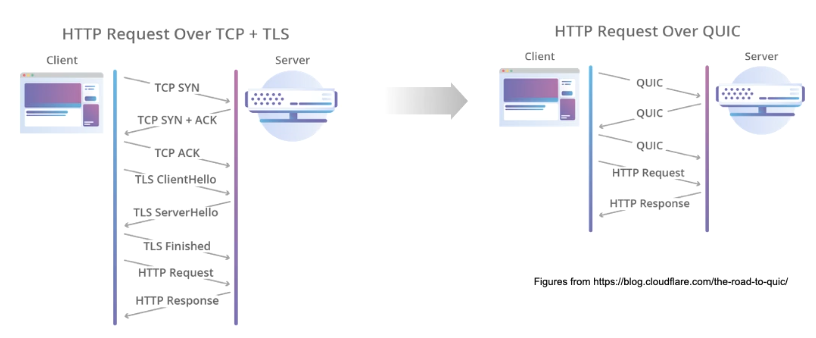 HTTP Request Over TCP + TLS
Client
Server
TCP SYN
TCP SYN + ACK
TCP ACK
TLS ClientHello
TLS ServerHello
TLS Finished
HTTP Request
HTTP Response
HTTP Request Over QUIC
Client
Server
QUIC
QUIC
QUIC
HTTP Request
HTTP Response
Figures from https://blog.cloudflare.com/the-road-to-quic/